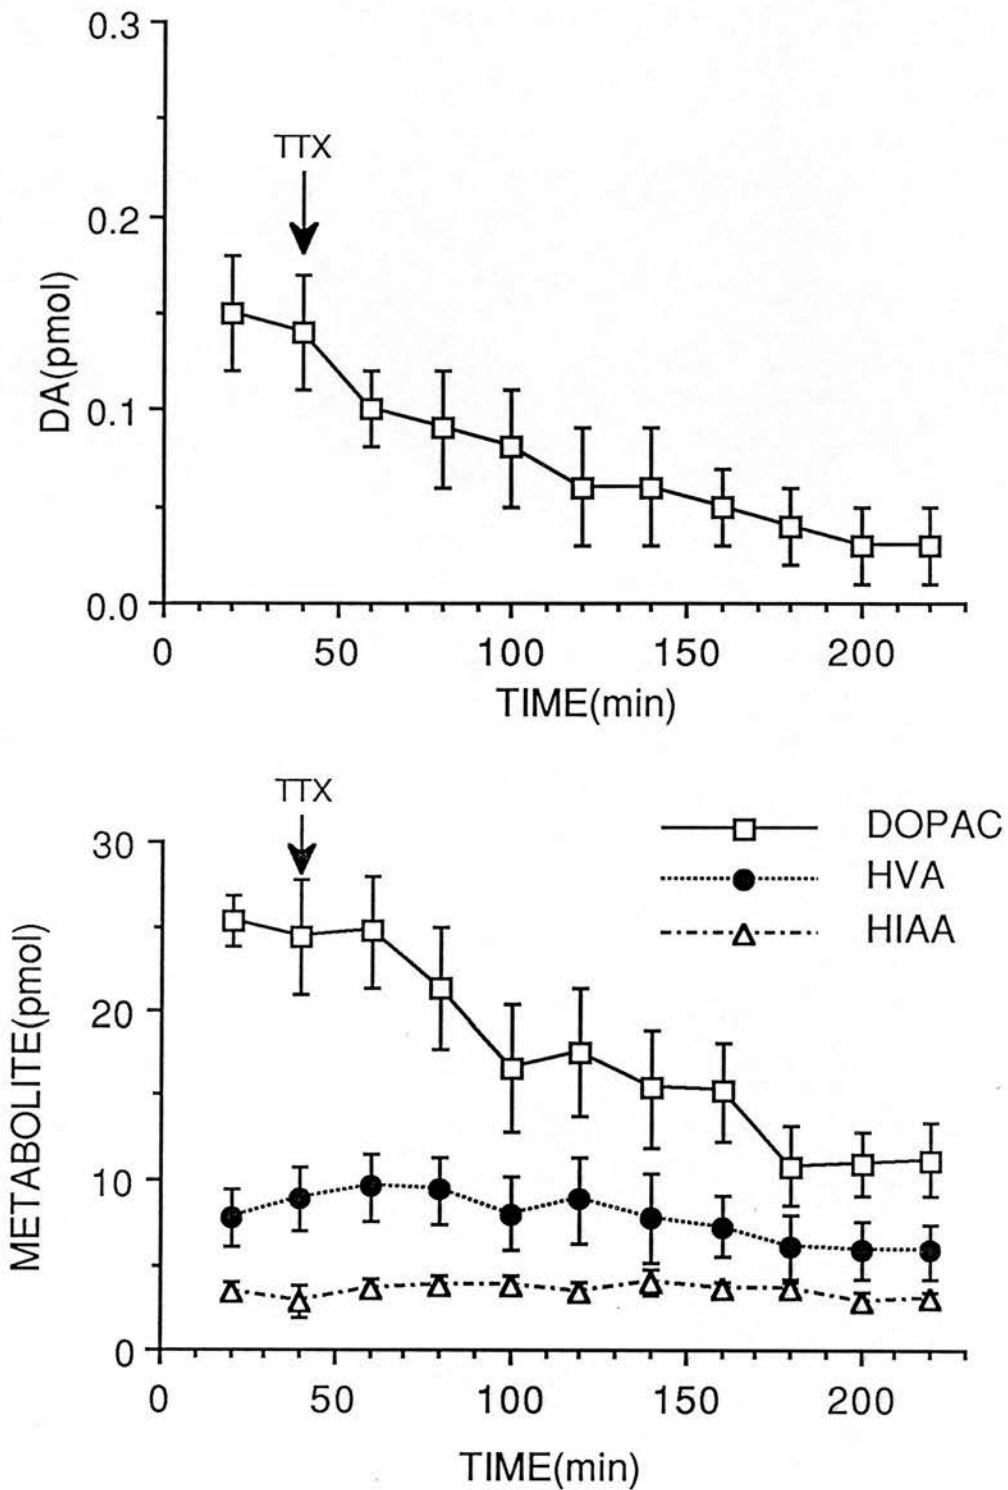 0.3
TTX
0.2
DA(pmol)
0.1
0.0
0 50 100 150 200
TIME(min)
TTX
DOPAC
HVA
HIAA
30
20
METABOLITE(pmol)
10
0
0 50 100 150 200
TIME(min)